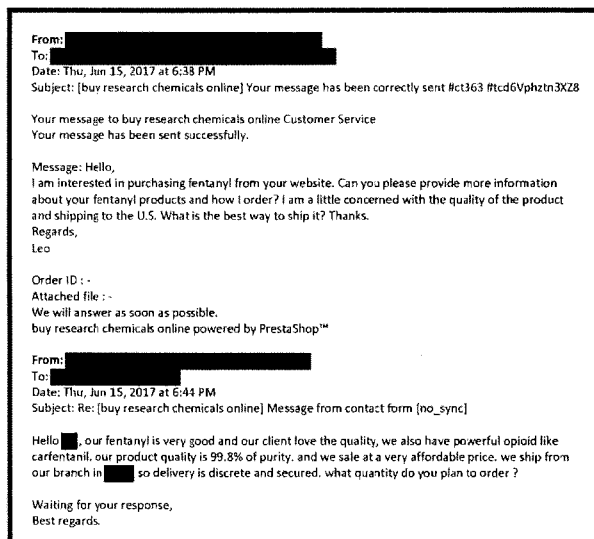 From:
To:
Date: Thu, Jun 15, 2017 at 6:38 PM
Subject: [buy research chemicals online] Your message has been correctly sent #ct363 #tcd6Vphztn3XZ8
Your message to buy research chemicals online Customer Service
Your message has been sent successfully.
Message: Hello,
I am interested in purchasing fentanyl from your website. Can you please provide more information
about your fentanyl products and how I order? I am a little concerned with the quality of the product
and shipping to the U.S. What is the best way to ship it? Thanks.
Regards,
Leo
Order ID : -
Attached file : -
We will answer as soon as possible.
buy research chemicals online powered by PrestaShop™
From:
To:
Date: Thu, Jun 15, 2017 at 6:44 PM
Subject: Re: [buy research chemicals online] Message from contact form [no_sync]
Hello , our fentanyl is very good and our client love the quality, we also have powerful opioid like
carfentanil. our product quality is 99.8% of purity. and we sale at a very affordable price. we ship from
our branch in so delivery is discrete and secured. what quantity do you plan to order ?
Waiting for your response,
Best regards.